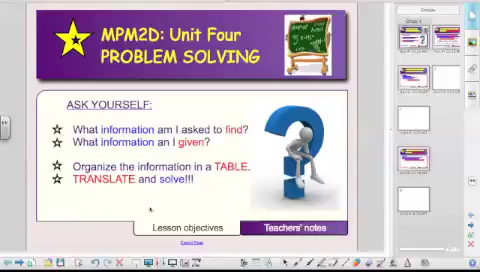 MPM2D: Unit Four
PROBLEM SOLVING
ASK YOURSELF:
What information am I asked to find?
What information an I given?
Organize the information in a TABLE.
TRANSLATE and solve!!!
Lesson objectives
Teachers' notes